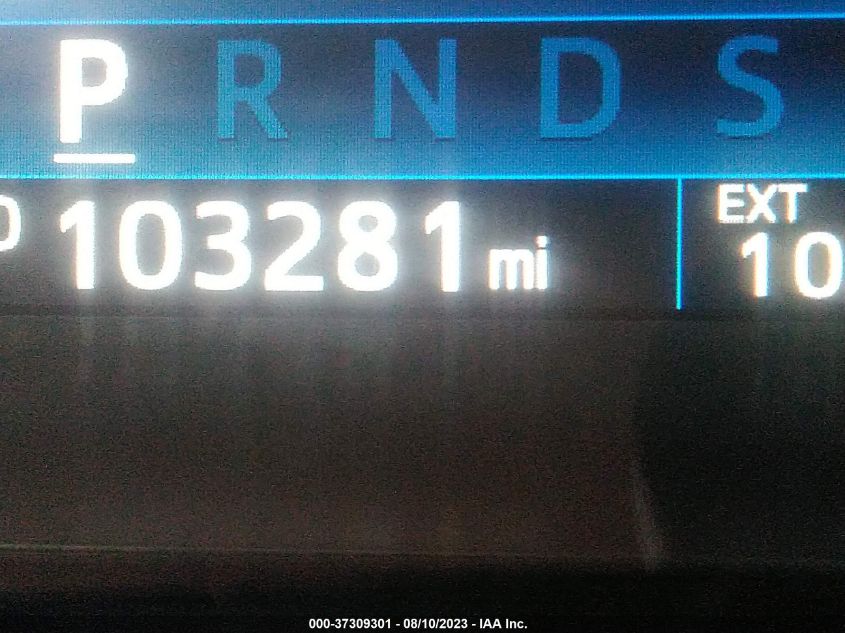 P R N D S
103281 mi
EXT
10
000-37309301 - 08/10/2023 - IAA Inc.